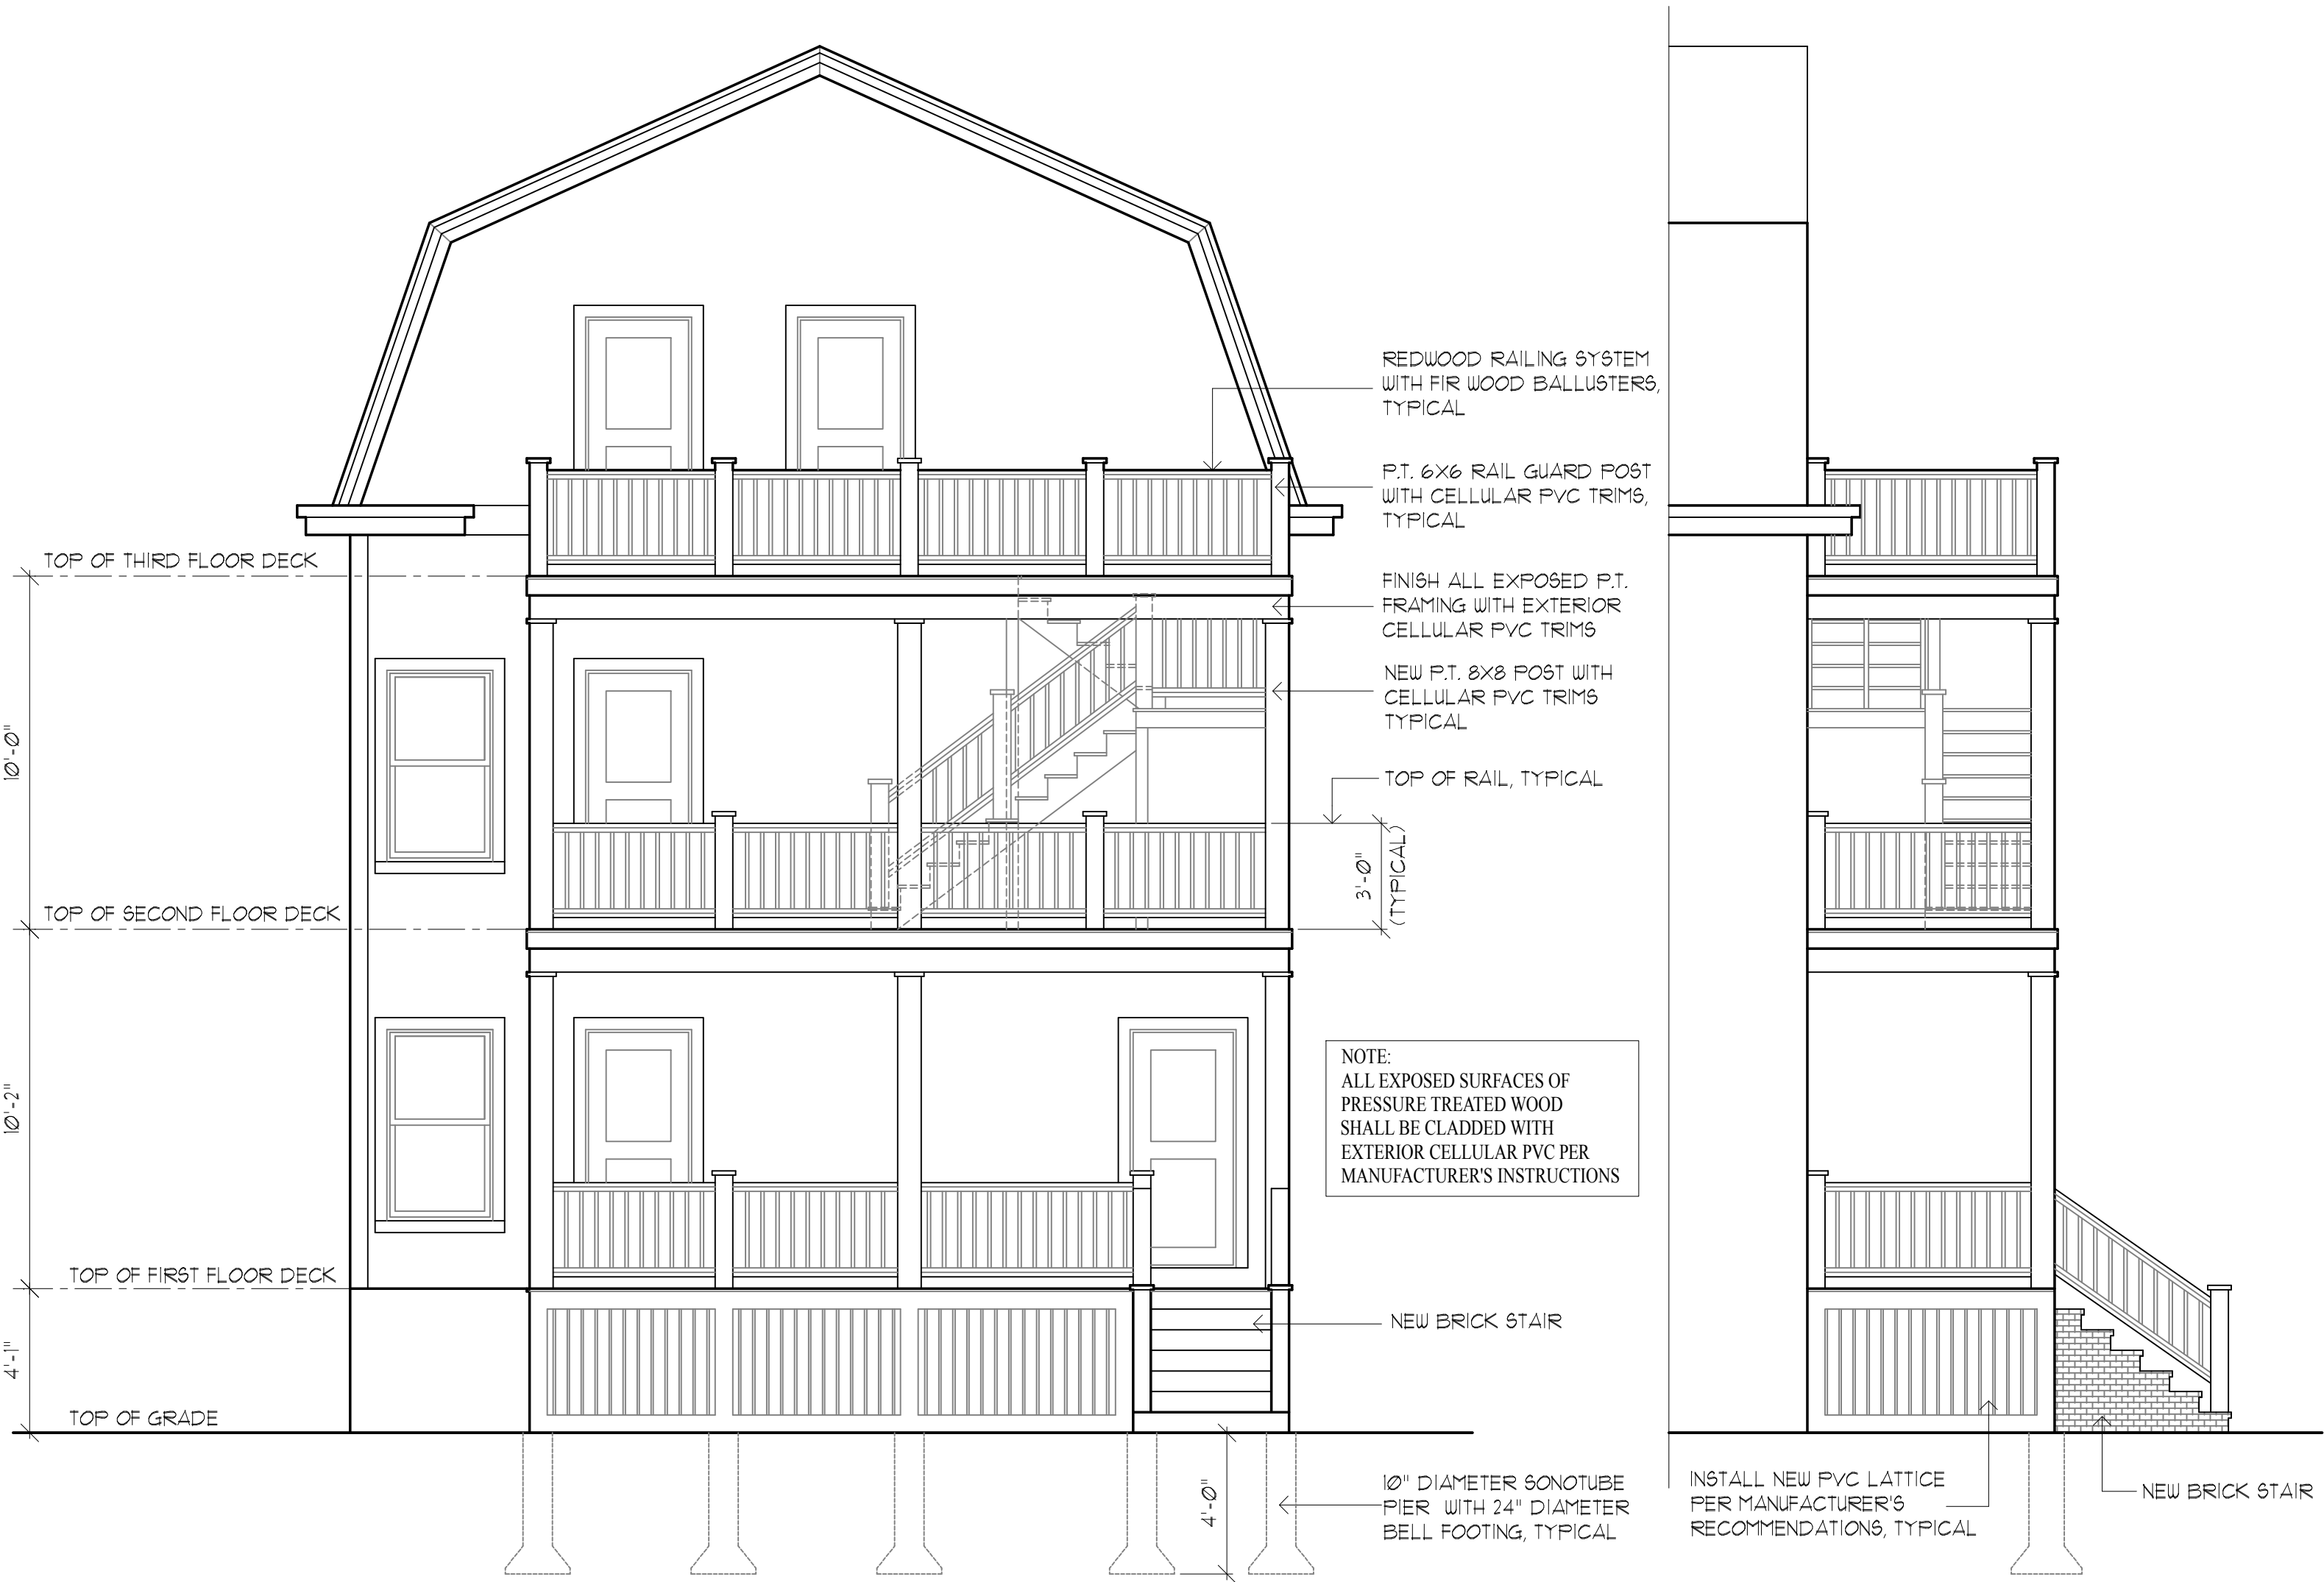 REDWOOD RAILING SYSTEM
WITH FIR WOOD BALLUSTERS,
TYPICAL
P.T. 6X6 RAIL GUARD POST
WITH CELLULAR PVC TRIMS,
TYPICAL
TOP OF THIRD FLOOR DECK
FINISH ALL EXPOSED P.T.
FRAMING WITH EXTERIOR
CELLULAR PVC TRIMS
NEW P.T. 8X8 POST WITH
CELLULAR PVC TRIMS
TYPICAL
10'-0"
TOP OF RAIL, TYPICAL
3'-0"
(TYPICAL)
TOP OF SECOND FLOOR DECK
10'-2"
NOTE:
ALL EXPOSED SURFACES OF
PRESSURE TREATED WOOD
SHALL BE CLADDED WITH
EXTERIOR CELLULAR PVC PER
MANUFACTURER'S INSTRUCTIONS
TOP OF FIRST FLOOR DECK
NEW BRICK STAIR
4'-1"
TOP OF GRADE
4'-0"
10" DIAMETER SONOTUBE
PIER WITH 24" DIAMETER
BELL FOOTING, TYPICAL
INSTALL NEW PVC LATTICE
PER MANUFACTURER'S
RECOMMENDATIONS, TYPICAL
NEW BRICK STAIR